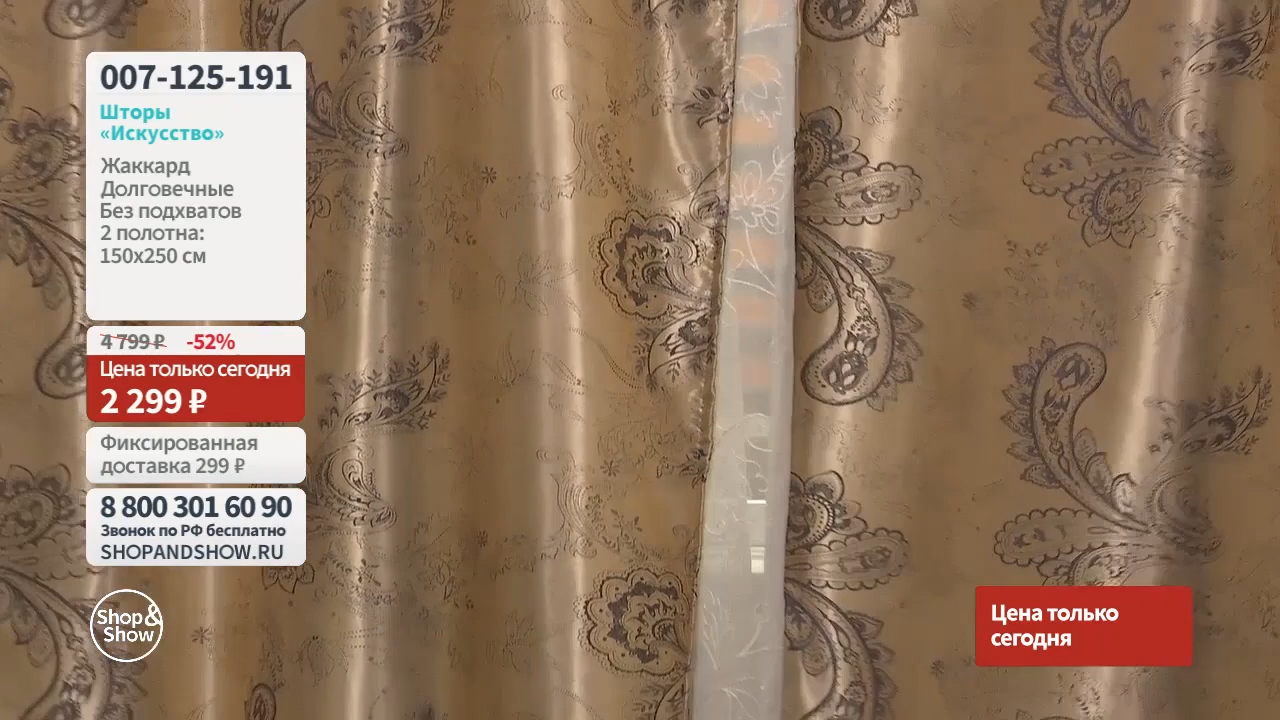 007-125-191
Шторы
«Искусство»
Жаккард
Долговечные
Без подхватов
2 полотна:
150х250 см
4 799 ₽ -52%
Цена только сегодня
2 299 ₽
Фиксированная
доставка 299 ₽
8 800 301 60 90
Звонок по РФ бесплатно
SHOPANDSHOW.RU
Shop&
Show
Цена только
сегодня